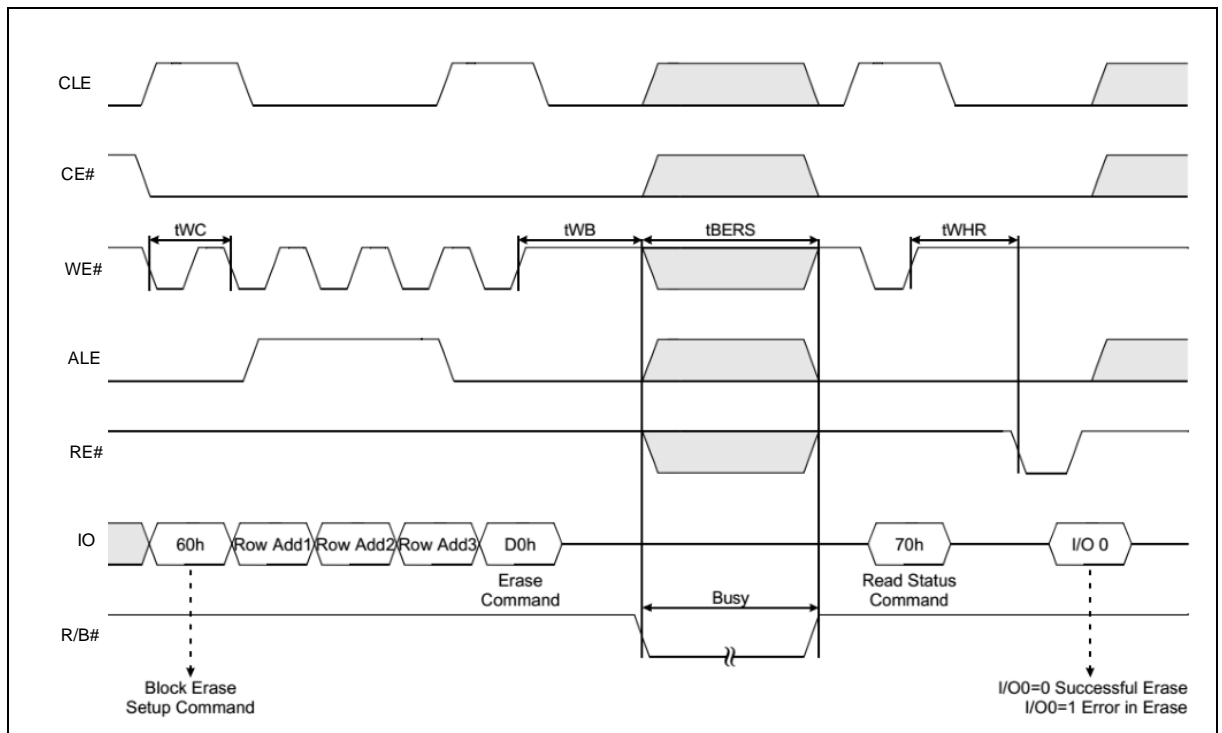 CLE
CE#
tWC
tWB
tBERS
tWHR
WE#
ALE
RE#
IO
60h
Row Add1
Row Add2
Row Add3
D0h
70h
I/O 0
Erase
Command
Read Status
Command
Busy
R/B#
Block Erase
Setup Command
I/O0=0 Successful Erase
I/O0=1 Error in Erase